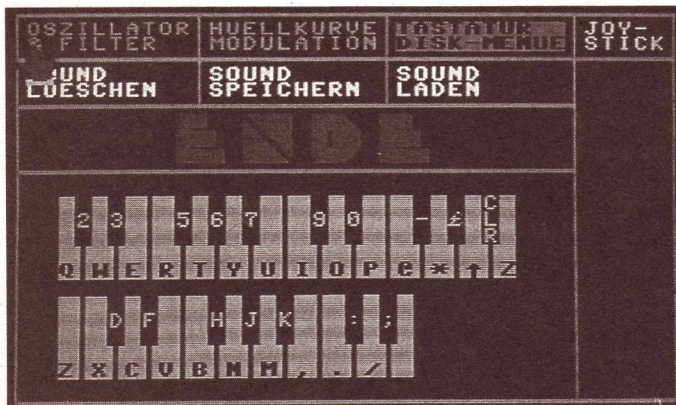 OSZILLATOR & FILTER
HUELLKURVE MODULATION
TASTATUR DISK-MENUE
JOY-STICK
LOESCHEN
SOUND SPEICHERN
SOUND LADEN
ENDE
2 3 5 6 7 9 0 - £ CLR
Q W E R T Y U I O P @ * ↑ Z
D F H J K : ;
Z X C V B N M , . /